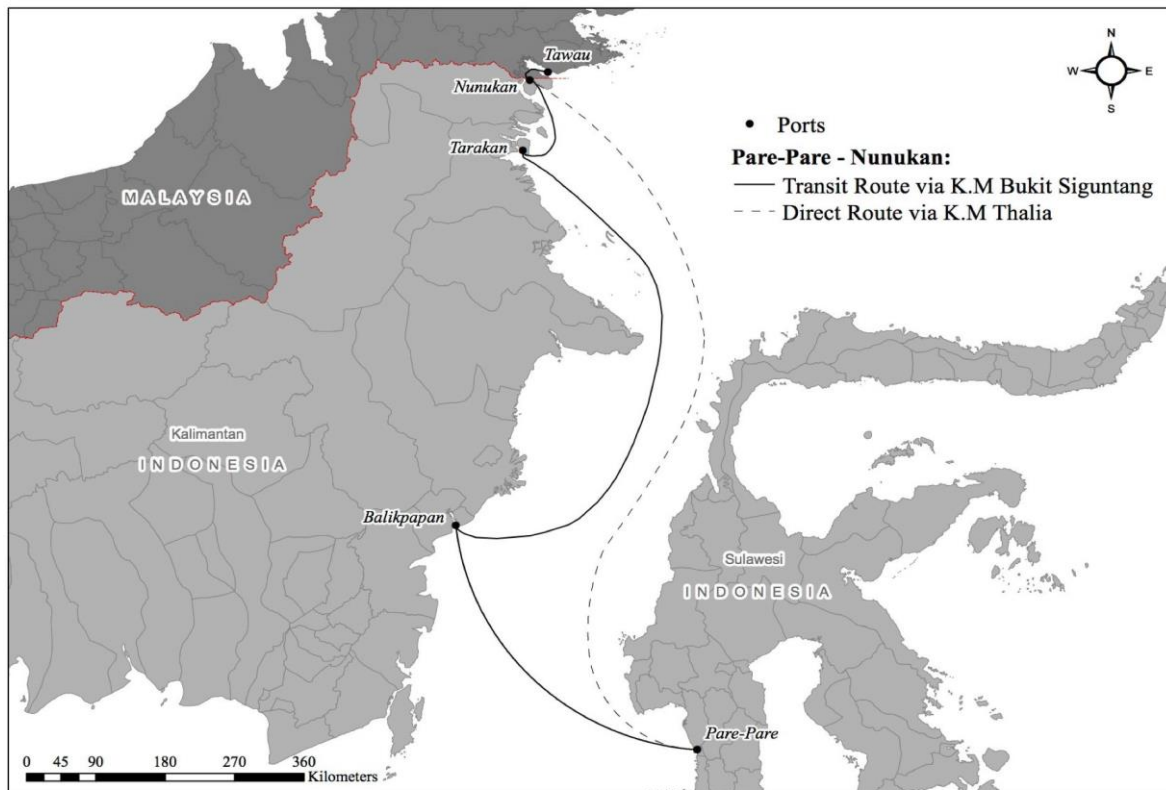 N
W E
S
Tawau
Nunukan
Tarakan
Ports
Pare-Pare - Nunukan:
Transit Route via K.M Bukit Siguntang
Direct Route via K.M Thalia
MALAYSIA
Kalimantan
INDONESIA
Balikpapan
Sulawesi
INDONESIA
Pare-Pare
0 45 90 180 270 360
Kilometers